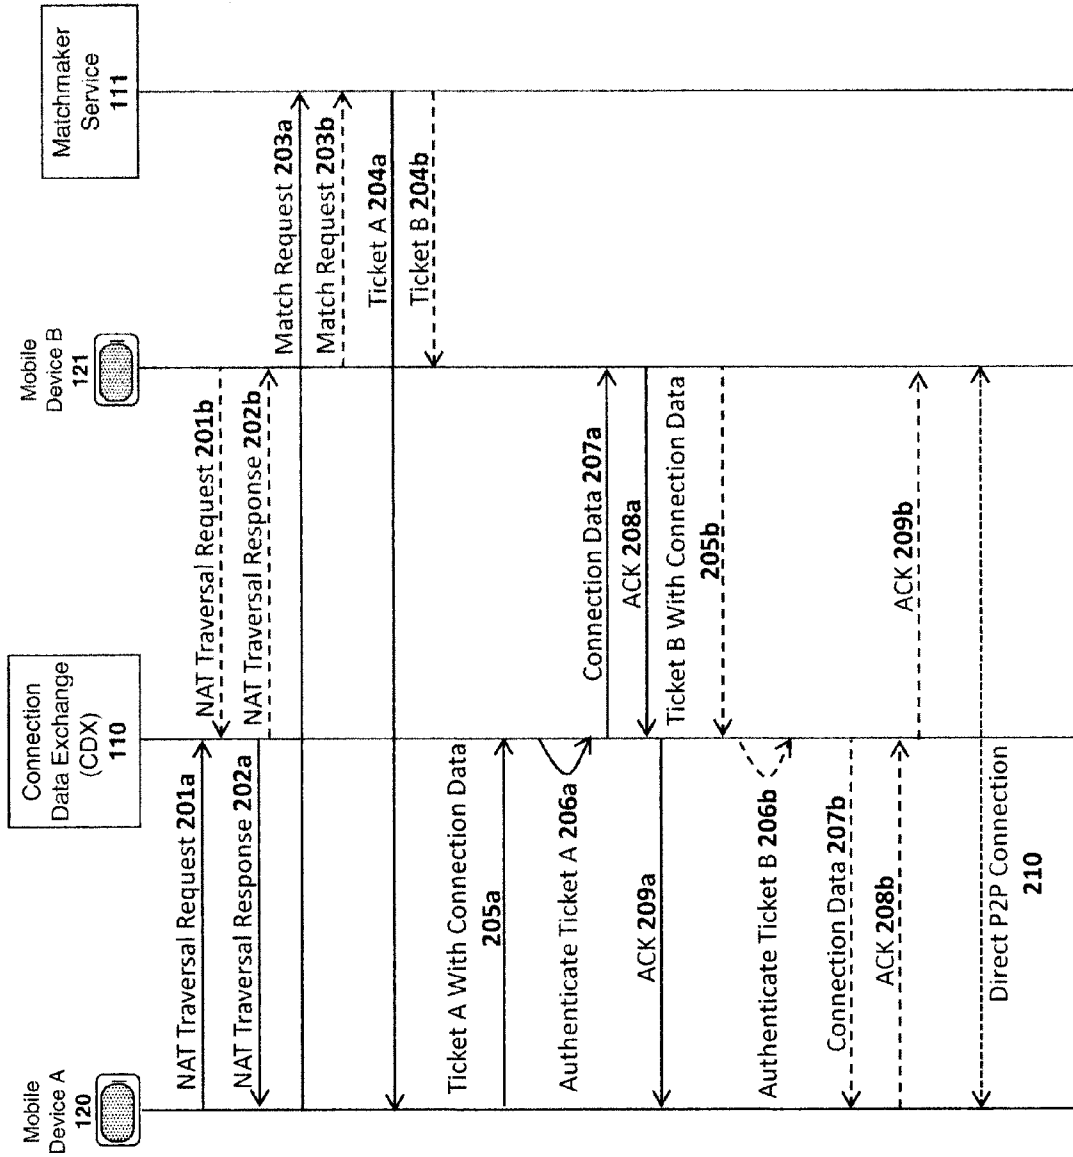 Mobile
Device A
120
Connection
Data Exchange
(CDX)
110
Mobile
Device B
121
Matchmaker
Service
111
NAT Traversal Request 201a
NAT Traversal Response 202a
NAT Traversal Request 201b
NAT Traversal Response 202b
Match Request 203a
Match Request 203b
Ticket A 204a
Ticket B 204b
Ticket A With Connection Data
205a
Authenticate Ticket A 206a
Connection Data 207a
ACK 208a
ACK 209a
Ticket B With Connection Data
205b
Authenticate Ticket B 206b
Connection Data 207b
ACK 208b
ACK 209b
Direct P2P Connection
210